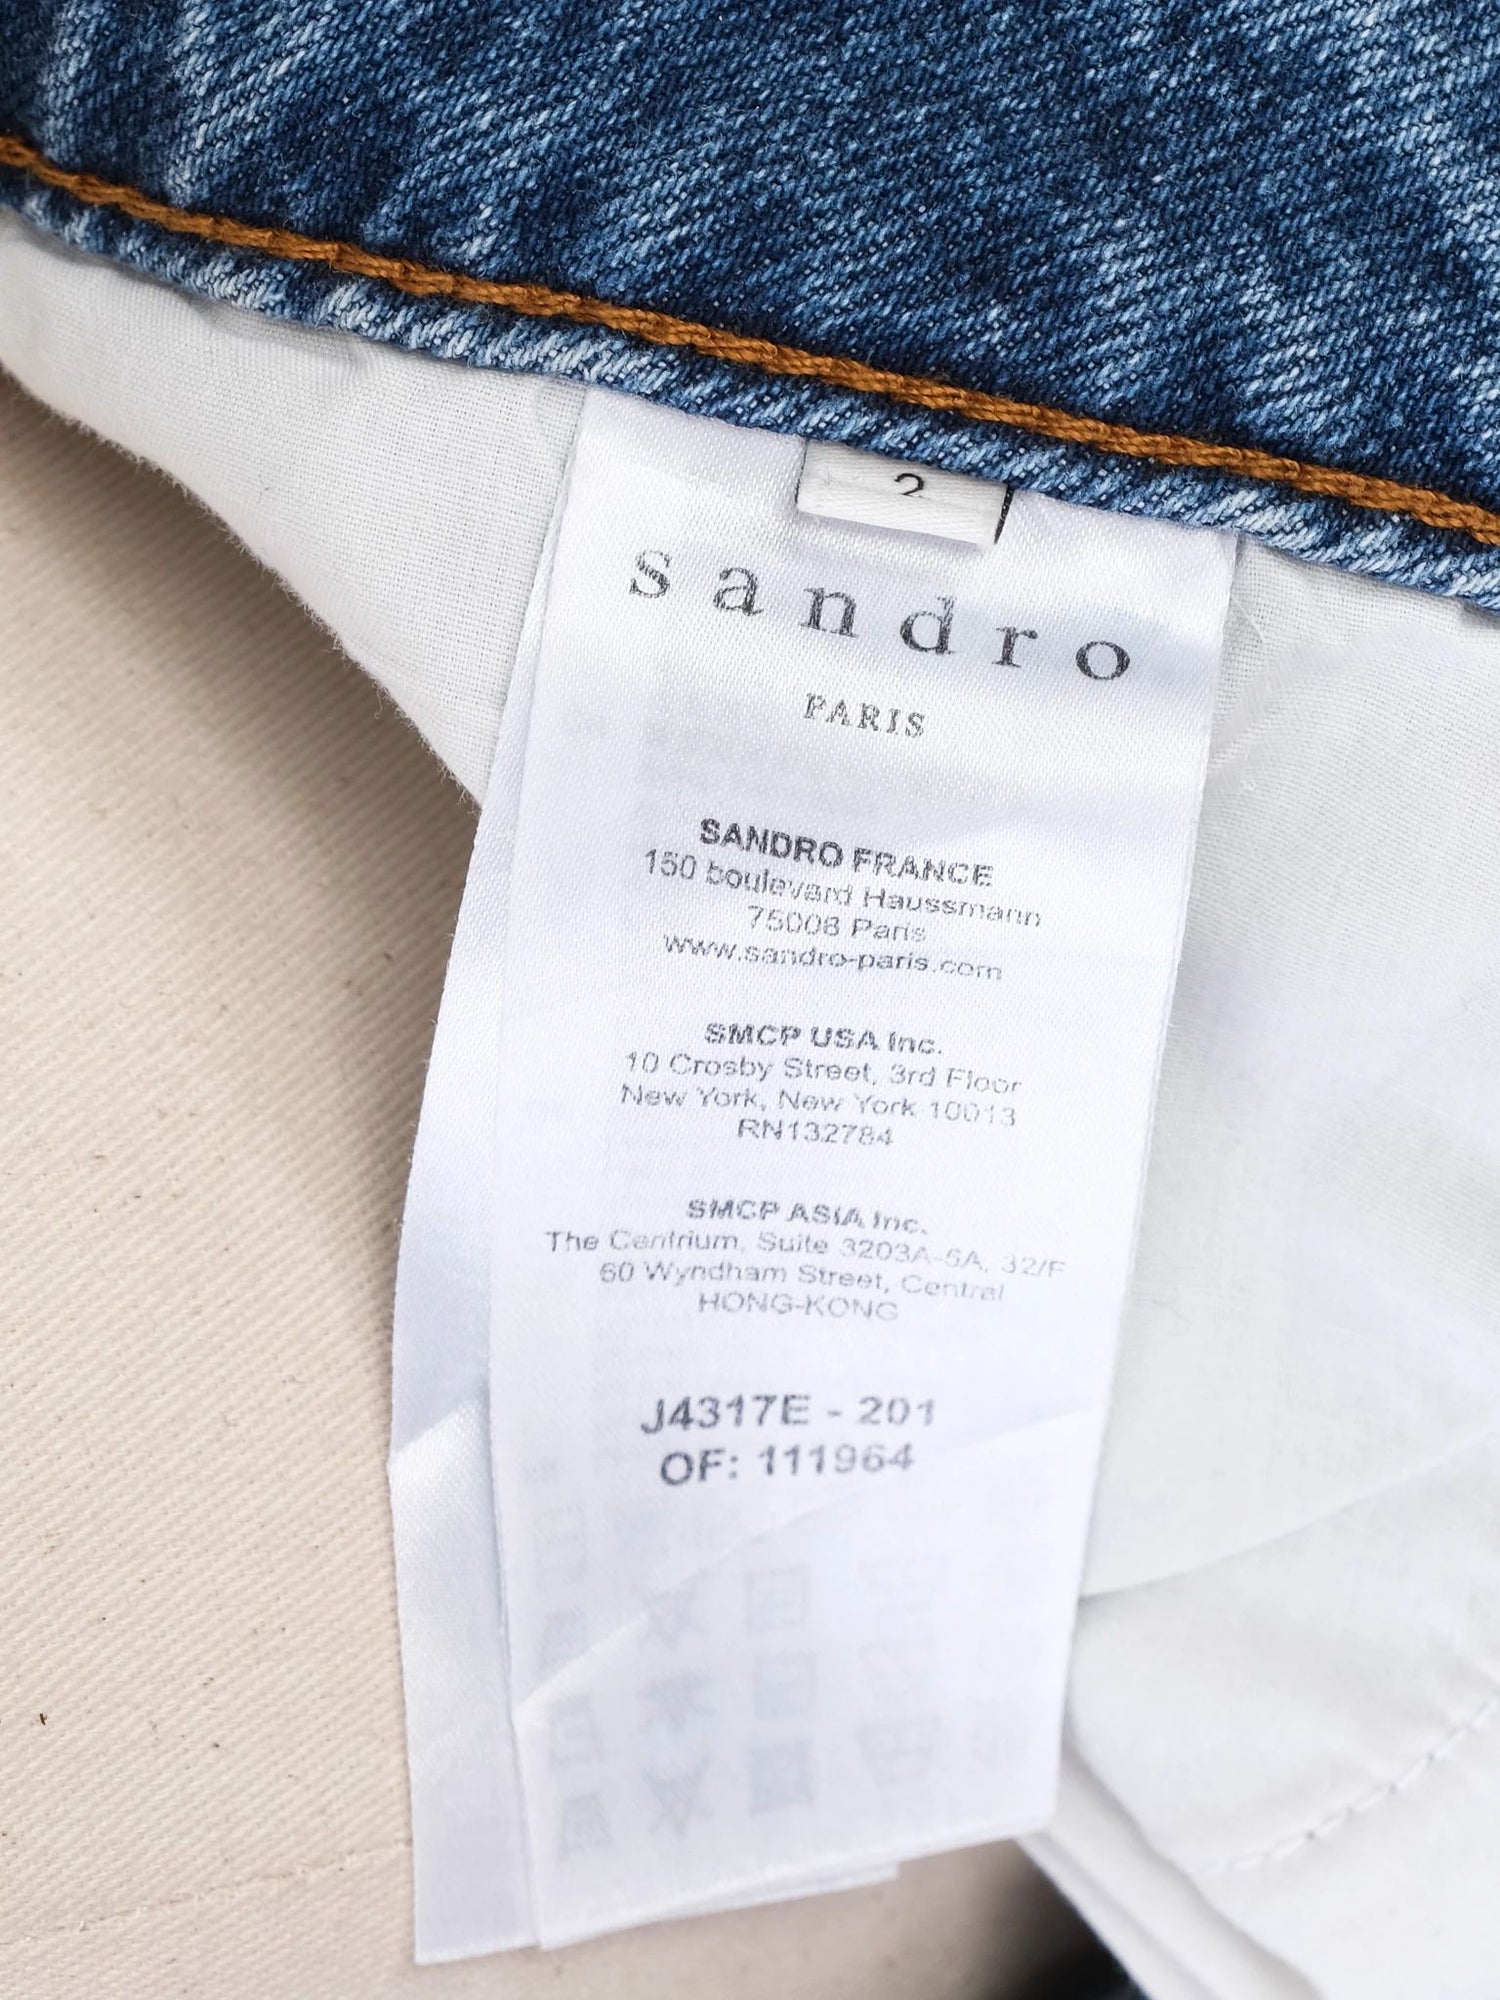 2
sandro
PARIS
SANDRO FRANCE
150 boulevard Haussmann
75008 Paris
www.sandro-paris.com
SMCP USA Inc.
10 Crosby Street, 3rd Floor
New York, New York 10013
RN132784
SMCP ASIA Inc.
The Centrium, Suite 3203A-5A, 32/F
60 Wyndham Street, Central
HONG-KONG
J4317E - 201
OF: 111964